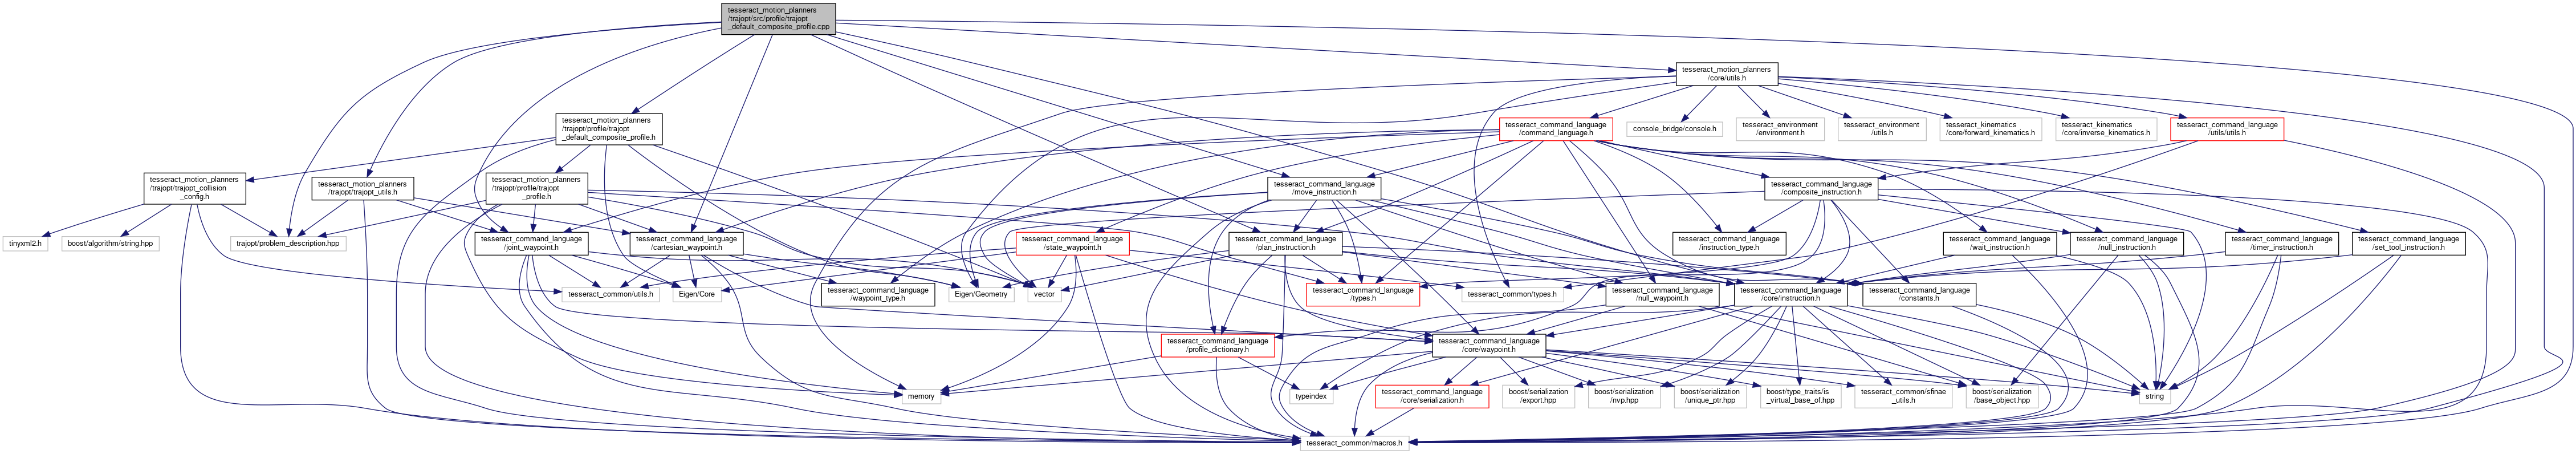 tesseract_motion_planners
/trajopt/src/profile/trajopt
_default_composite_profile.cpp
tesseract_motion_planners
/core/utils.h
tesseract_motion_planners
/trajopt/profile/trajopt
_default_composite_profile.h
tesseract_command_language
/command_language.h
console_bridge/console.h
tesseract_environment
/environment.h
tesseract_environment
/utils.h
tesseract_kinematics
/core/forward_kinematics.h
tesseract_kinematics
/core/inverse_kinematics.h
tesseract_command_language
/utils/utils.h
tesseract_motion_planners
/trajopt/trajopt_collision
_config.h
tesseract_motion_planners
/trajopt/trajopt_utils.h
tesseract_motion_planners
/trajopt/profile/trajopt
_profile.h
tesseract_command_language
/move_instruction.h
tesseract_command_language
/composite_instruction.h
tinyxml2.h
boost/algorithm/string.hpp
trajopt/problem_description.hpp
tesseract_command_language
/joint_waypoint.h
tesseract_command_language
/cartesian_waypoint.h
tesseract_command_language
/state_waypoint.h
tesseract_command_language
/plan_instruction.h
tesseract_command_language
/instruction_type.h
tesseract_command_language
/wait_instruction.h
tesseract_command_language
/null_instruction.h
tesseract_command_language
/timer_instruction.h
tesseract_command_language
/set_tool_instruction.h
tesseract_common/utils.h
Eigen/Core
tesseract_command_language
/waypoint_type.h
Eigen/Geometry
vector
tesseract_command_language
/types.h
tesseract_common/types.h
tesseract_command_language
/null_waypoint.h
tesseract_command_language
/core/instruction.h
tesseract_command_language
/constants.h
tesseract_command_language
/profile_dictionary.h
tesseract_command_language
/core/waypoint.h
memory
typeindex
tesseract_command_language
/core/serialization.h
boost/serialization
/export.hpp
boost/serialization
/nvp.hpp
boost/serialization
/unique_ptr.hpp
boost/type_traits/is
_virtual_base_of.hpp
tesseract_common/sfinae
_utils.h
boost/serialization
/base_object.hpp
string
tesseract_common/macros.h